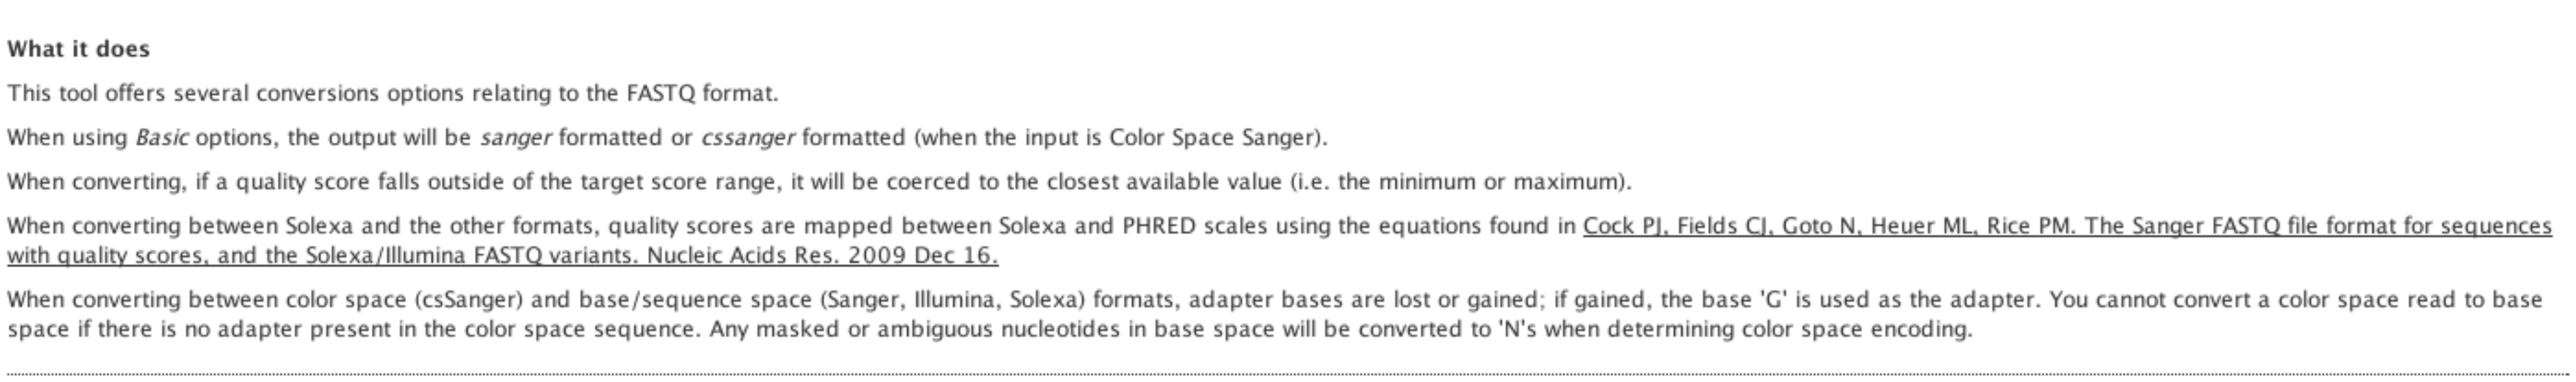 What it does
This tool offers several conversions options relating to the FASTQ format.
When using Basic options, the output will be sanger formatted or cssanger formatted (when the input is Color Space Sanger).
When converting, if a quality score falls outside of the target score range, it will be coerced to the closest available value (i.e. the minimum or maximum).
When converting between Solexa and the other formats, quality scores are mapped between Solexa and PHRED scales using the equations found in Cock PJ, Fields CJ, Goto N, Heuer ML, Rice PM. The Sanger FASTQ file format for sequences
with quality scores, and the Solexa/Illumina FASTQ variants. Nucleic Acids Res. 2009 Dec 16.
When converting between color space (csSanger) and base/sequence space (Sanger, Illumina, Solexa) formats, adapter bases are lost or gained; if gained, the base 'G' is used as the adapter. You cannot convert a color space read to base
space if there is no adapter present in the color space sequence. Any masked or ambiguous nucleotides in base space will be converted to 'N's when determining color space encoding.